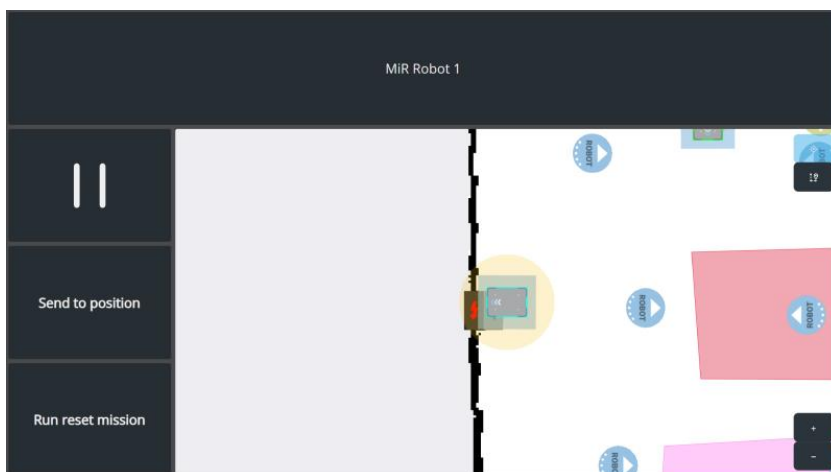 MiR Robot 1
ROBOT
Send to position
ROBOT
ROBOT
Run reset mission
ROBOT
+
−